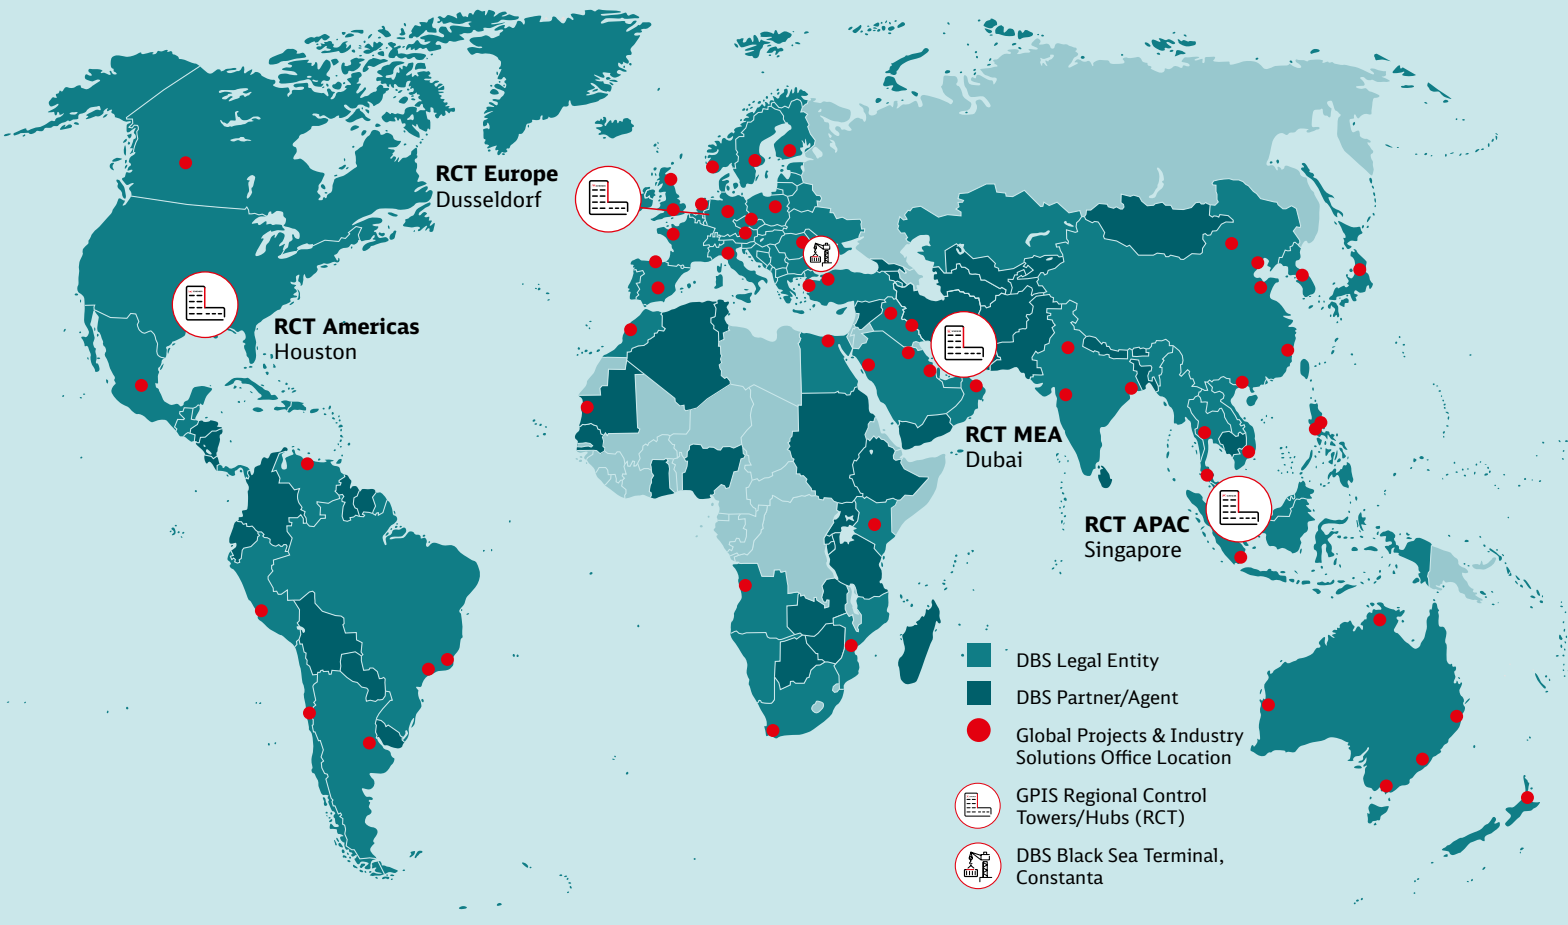 RCT Europe
Dusseldorf
RCT Americas
Houston
RCT MEA
Dubai
RCT APAC
Singapore
DBS Legal Entity
DBS Partner/Agent
Global Projects & Industry
Solutions Office Location
GPIS Regional Control
Towers/Hubs (RCT)
DBS Black Sea Terminal,
Constanta